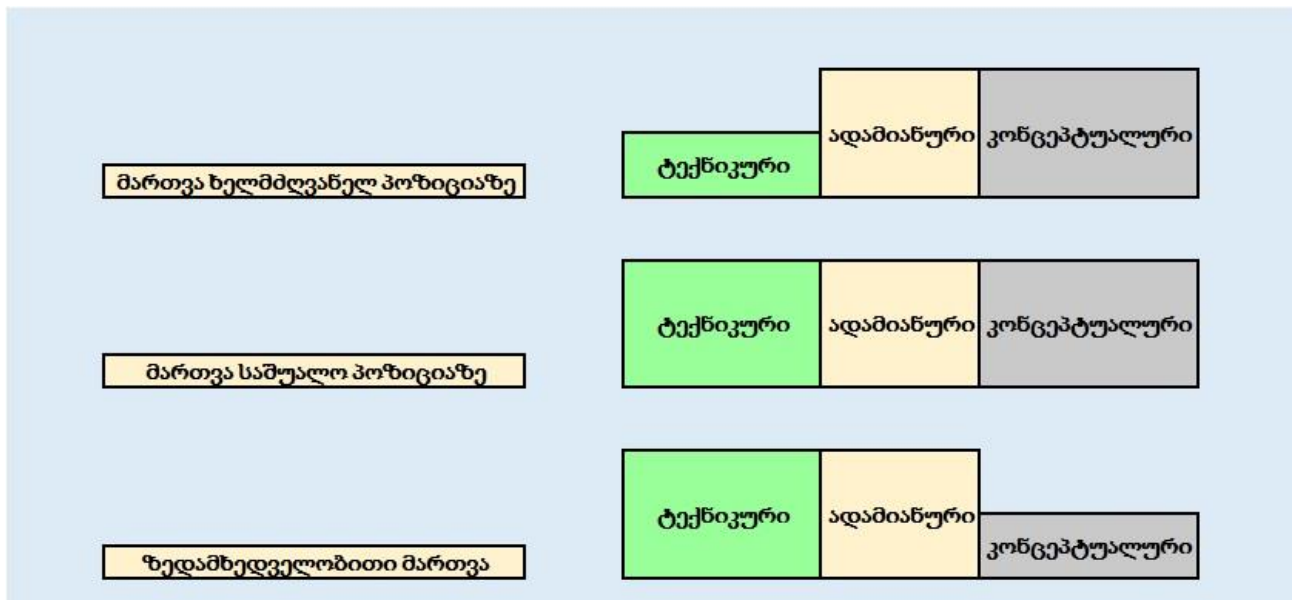 მართვა ხელმძღვანელ პოზიციაზე
ტექნიკური
ადამიანური
კონცეპტუალური
მართვა საშუალო პოზიციაზე
ტექნიკური
ადამიანური
კონცეპტუალური
ზედამხედველობითი მართვა
ტექნიკური
ადამიანური
კონცეპტუალური